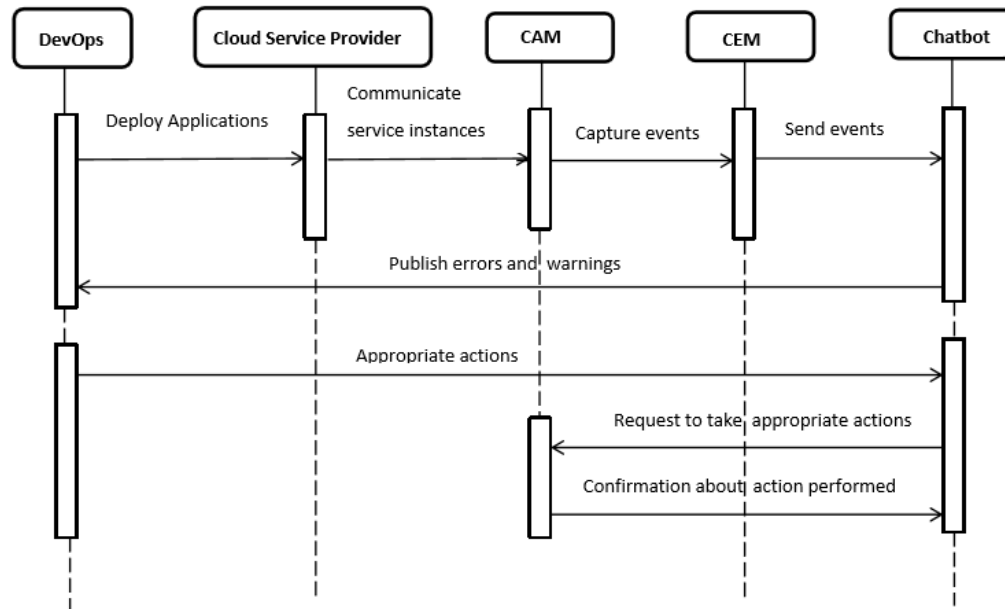 DevOps
Cloud Service Provider
CAM
CEM
Chatbot
Deploy Applications
Communicate
service instances
Capture events
Send events
Publish errors and warnings
Appropriate actions
Request to take appropriate actions
Confirmation about action performed